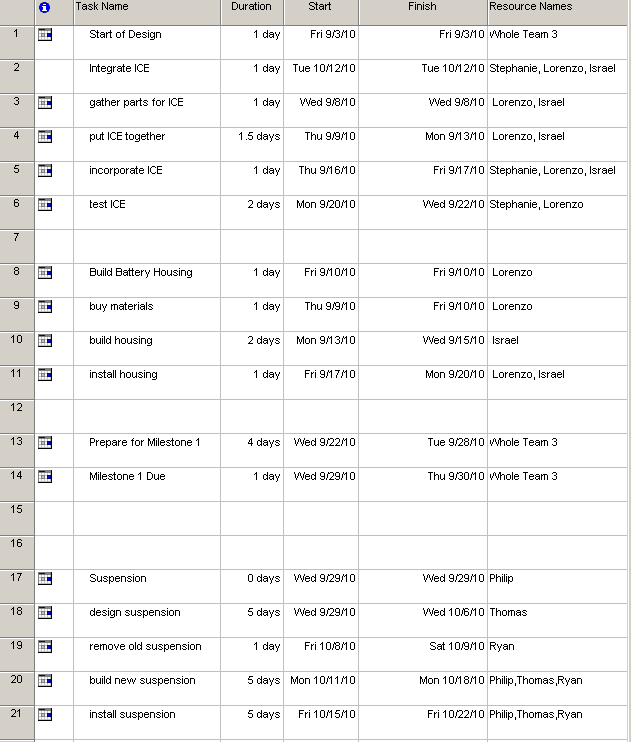 Task Name Duration Start Finish Resource Names
1 Start of Design 1 day Fri 9/3/10 Fri 9/3/10 Whole Team 3
2 Integrate ICE 1 day Tue 10/12/10 Tue 10/12/10 Stephanie, Lorenzo, Israel
3 gather parts for ICE 1 day Wed 9/8/10 Wed 9/8/10 Lorenzo, Israel
4 put ICE together 1.5 days Thu 9/9/10 Mon 9/13/10 Lorenzo, Israel
5 incorporate ICE 1 day Thu 9/16/10 Fri 9/17/10 Stephanie, Lorenzo, Israel
6 test ICE 2 days Mon 9/20/10 Wed 9/22/10 Stephanie, Lorenzo
7
8 Build Battery Housing 1 day Fri 9/10/10 Fri 9/10/10 Lorenzo
9 buy materials 1 day Thu 9/9/10 Fri 9/10/10 Lorenzo
10 build housing 2 days Mon 9/13/10 Wed 9/15/10 Israel
11 install housing 1 day Fri 9/17/10 Mon 9/20/10 Lorenzo, Israel
12
13 Prepare for Milestone 1 4 days Wed 9/22/10 Tue 9/28/10 Whole Team 3
14 Milestone 1 Due 1 day Wed 9/29/10 Thu 9/30/10 Whole Team 3
15
16
17 Suspension 0 days Wed 9/29/10 Wed 9/29/10 Philip
18 design suspension 5 days Wed 9/29/10 Wed 10/6/10 Thomas
19 remove old suspension 1 day Fri 10/8/10 Sat 10/9/10 Ryan
20 build new suspension 5 days Mon 10/11/10 Mon 10/18/10 Philip,Thomas,Ryan
21 install suspension 5 days Fri 10/15/10 Fri 10/22/10 Philip,Thomas,Ryan